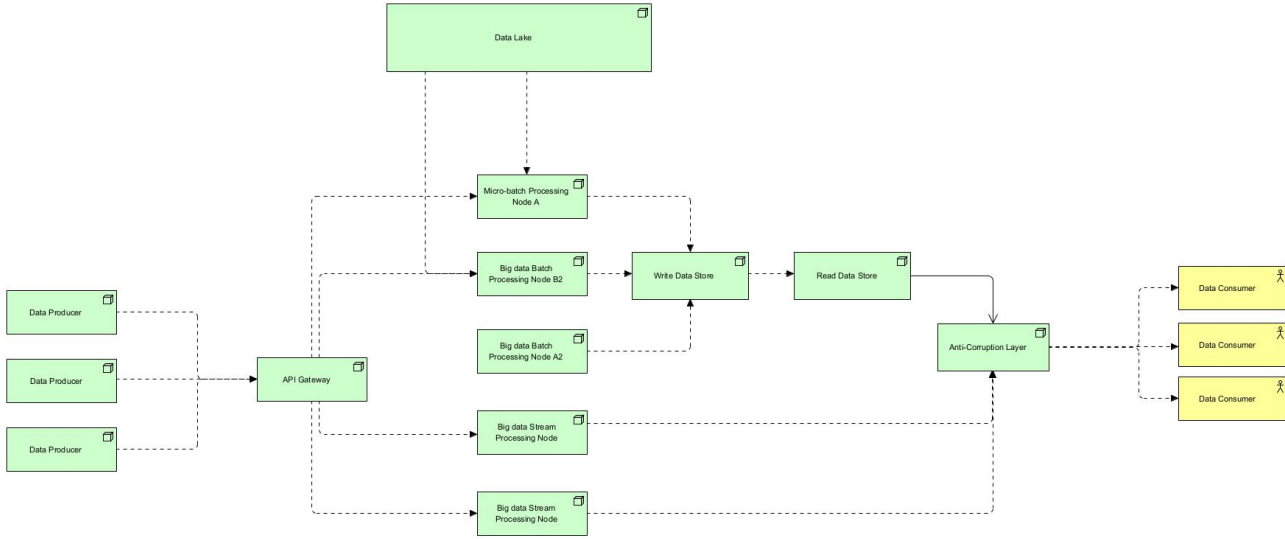 Data Lake
Micro-batch Processing
Node A
Big data Batch
Processing Node B2
Write Data Store
Read Data Store
Data Consumer
Data Producer
Big data Batch
Processing Node A2
Anti-Corruption Layer
Data Consumer
Data Producer
API Gateway
Data Consumer
Big data Stream
Processing Node
Data Producer
Big data Stream
Processing Node